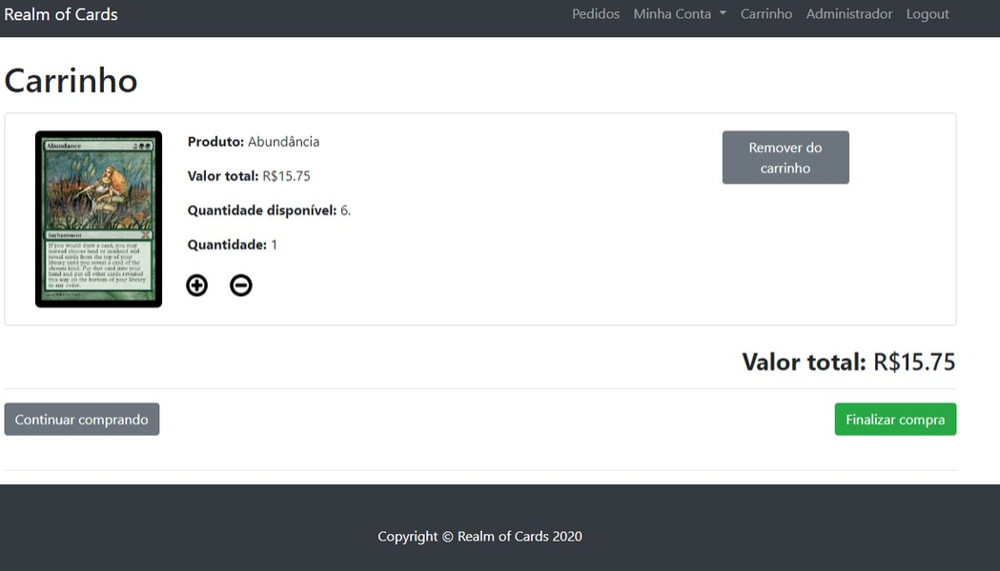 Realm of Cards
Pedidos Minha Conta Carrinho Administrador Logout
Carrinho
Abundance
Enchantment
If you would draw a card, you may
instead choose land or nonland and
reveal cards from the top of your
library until you reveal a card of the
chosen kind. Put that card into your
hand and put all other cards revealed
this way on the bottom of your library
in any order.
Produto: Abundância
Valor total: R$15.75
Quantidade disponível: 6.
Quantidade: 1
Remover do
carrinho
Valor total: R$15.75
Continuar comprando
Finalizar compra
Copyright © Realm of Cards 2020